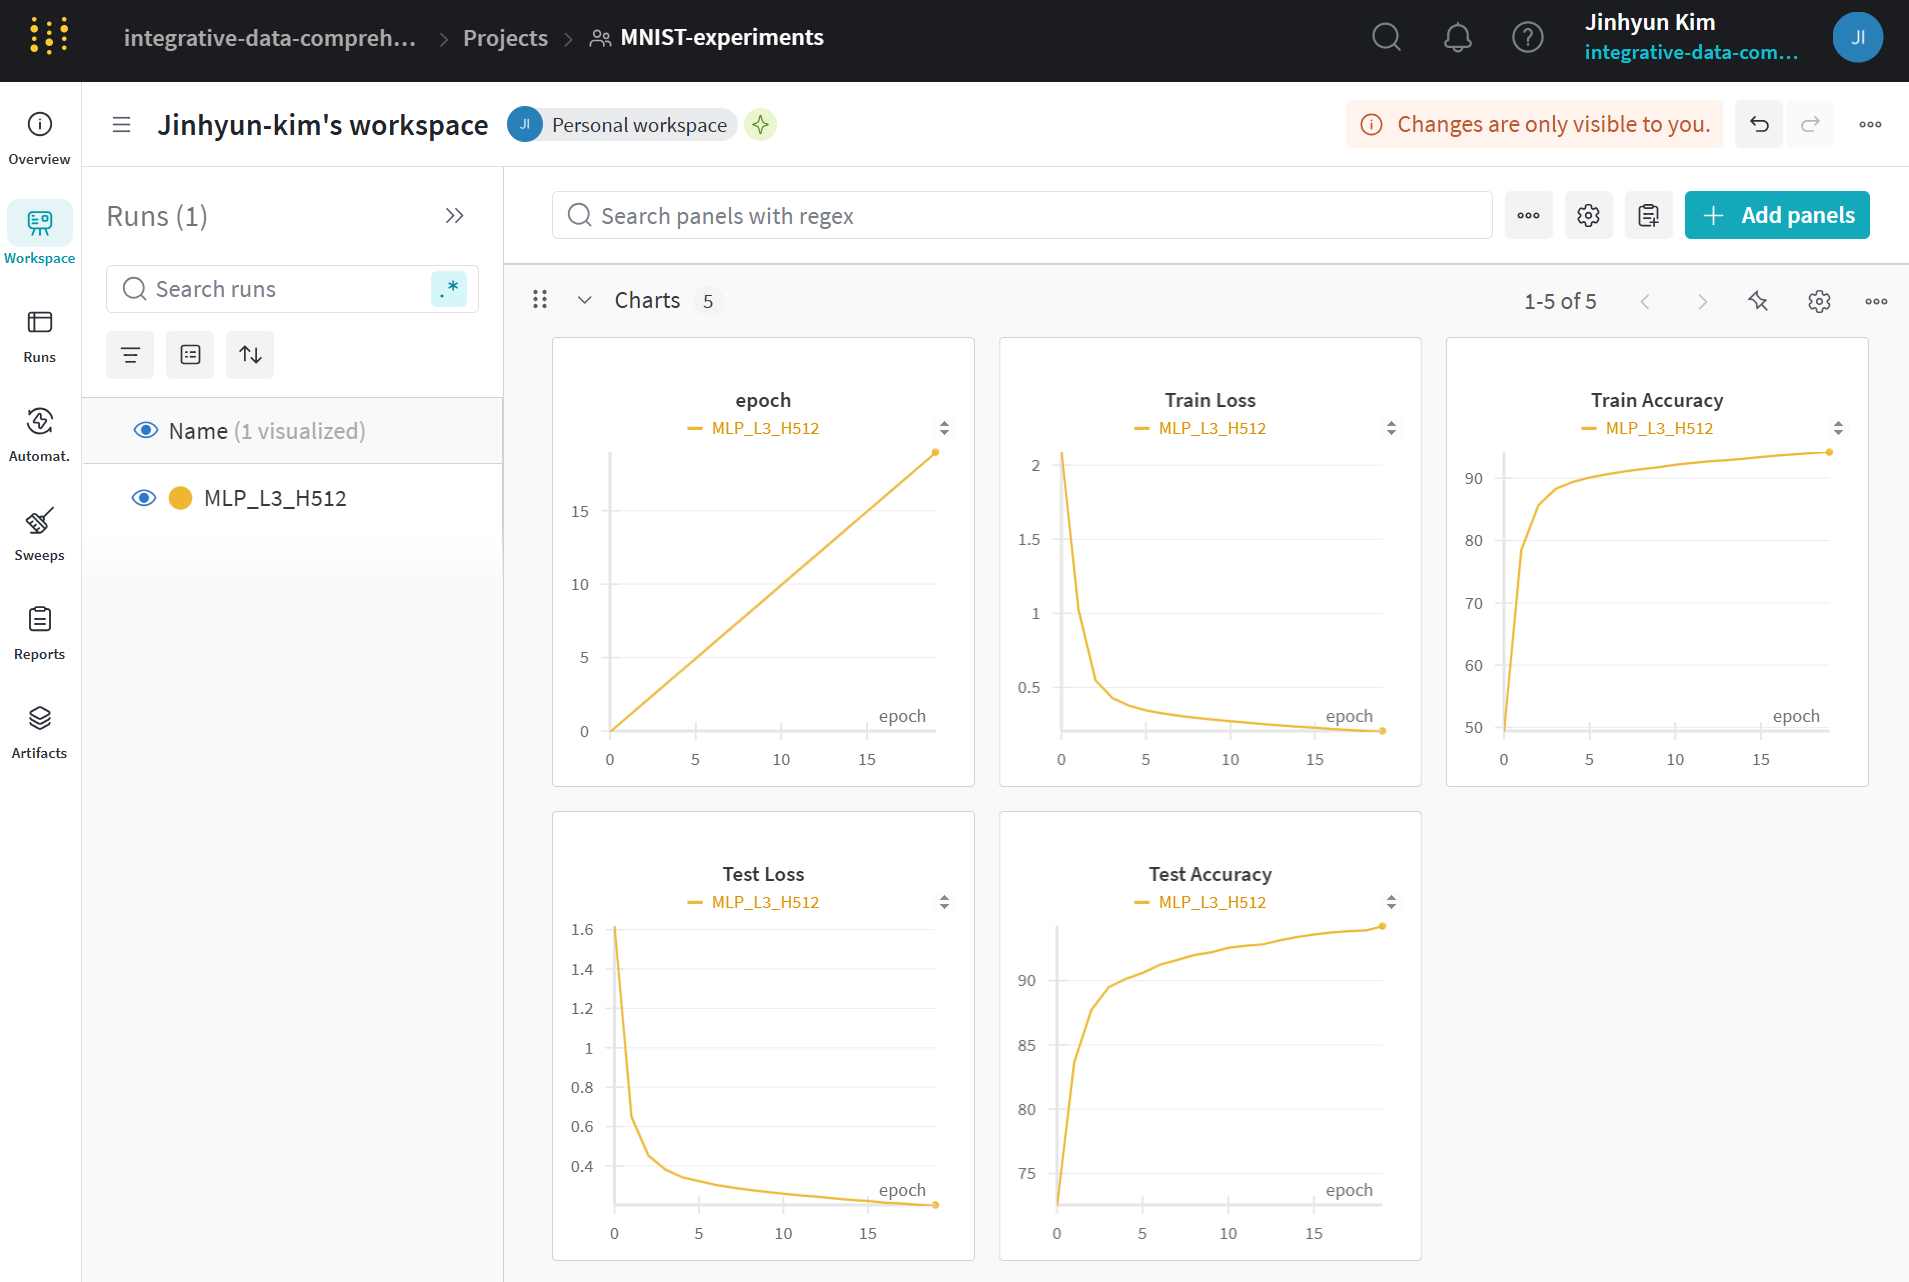 integrative-data-compreh...
Projects
MNIST-experiments
Jinhyun Kim
integrative-data-com...
JI
Overview
Workspace
Runs
Automat.
Sweeps
Reports
Artifacts
Jinhyun-kim's workspace
JI
Personal workspace
Changes are only visible to you.
Runs (1)
Search runs
.*
Name (1 visualized)
MLP_L3_H512
Search panels with regex
Add panels
Charts 5
1-5 of 5
epoch
MLP_L3_H512
15
10
5
0
epoch
0 5 10 15
Train Loss
MLP_L3_H512
2
1.5
1
0.5
epoch
0 5 10 15
Train Accuracy
MLP_L3_H512
90
80
70
60
50
epoch
0 5 10 15
Test Loss
MLP_L3_H512
1.6
1.4
1.2
1
0.8
0.6
0.4
epoch
0 5 10 15
Test Accuracy
MLP_L3_H512
90
85
80
75
epoch
0 5 10 15